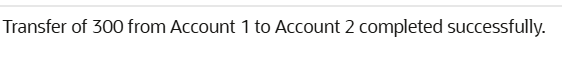 Transfer of 300 from Account 1 to Account 2 completed successfully.